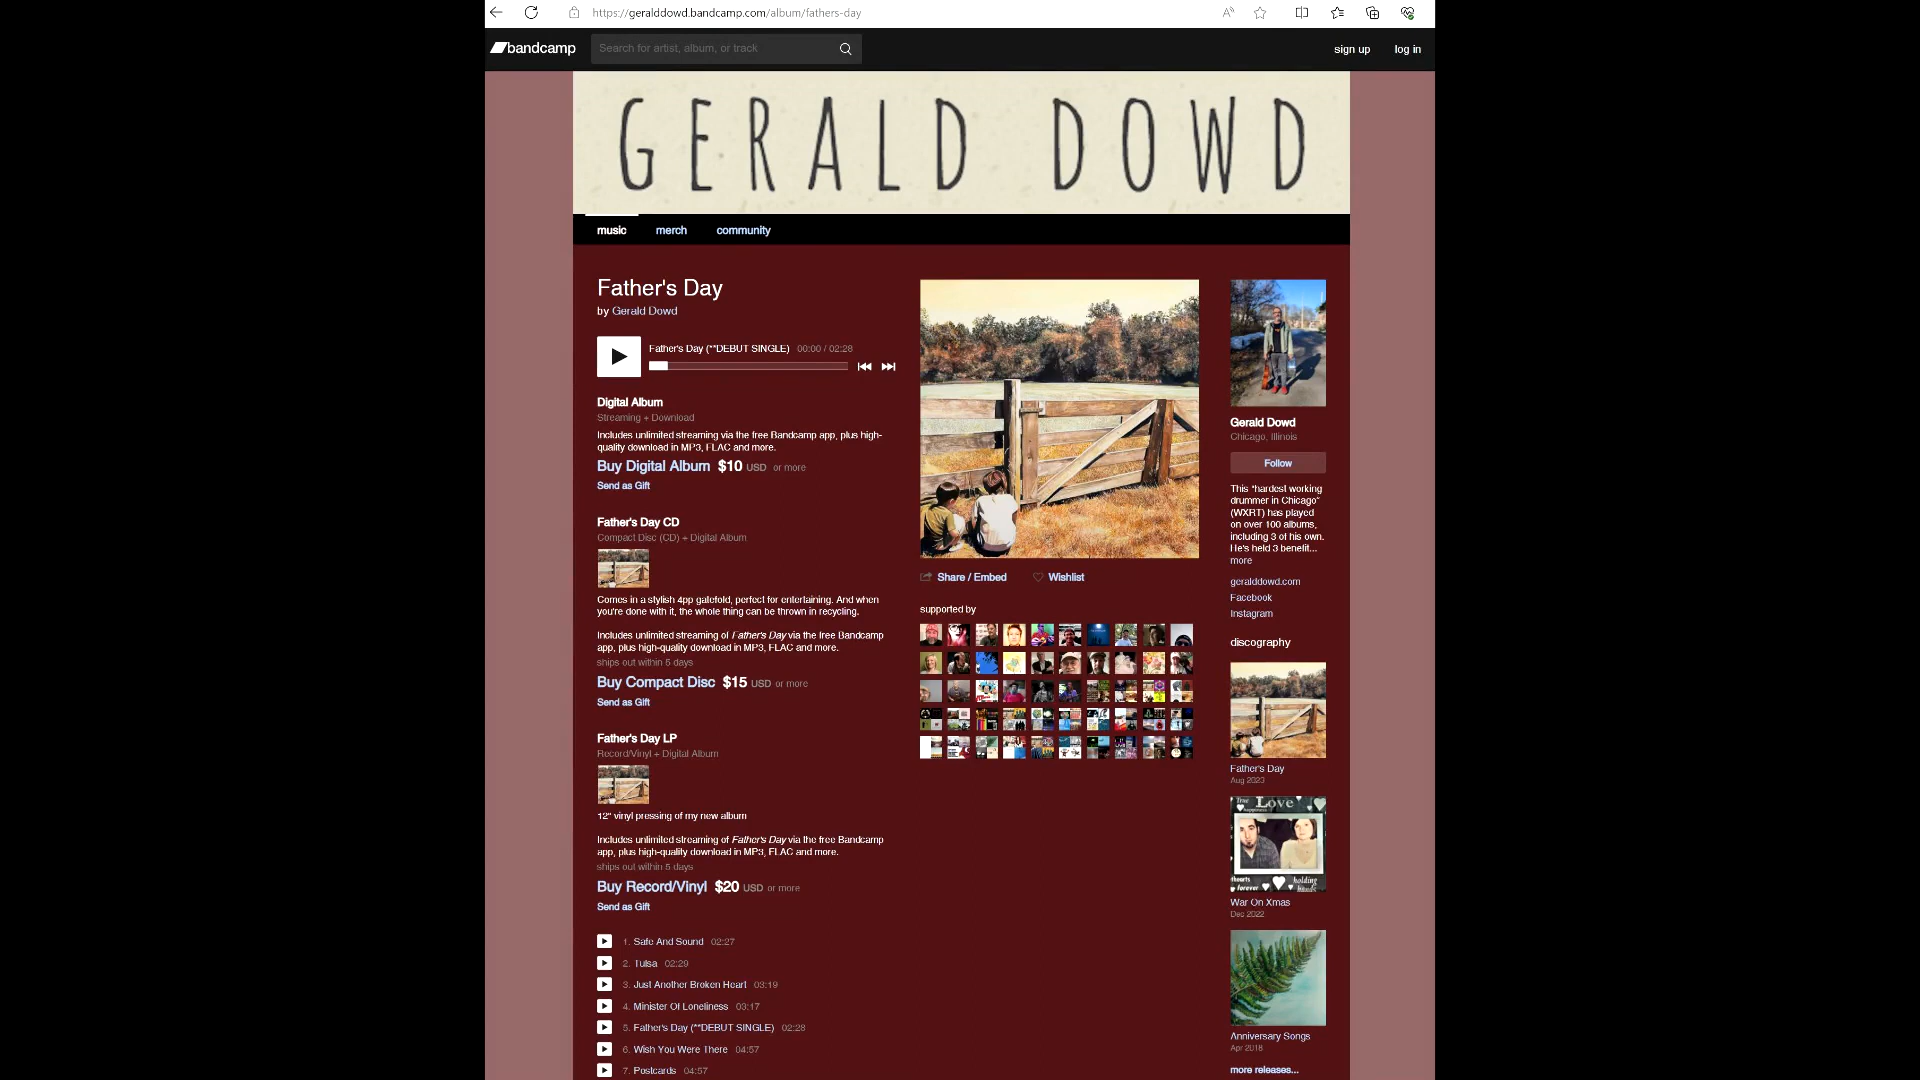 https://geralddowd.bandcamp.com/album/fathers-day
bandcamp
Search for artist, album, or track
sign up
log in
GERALD DOWD
music
merch
community
Father's Day
by Gerald Dowd
Father's Day (**DEBUT SINGLE) 00:00 / 02:28
Digital Album
Streaming + Download
Includes unlimited streaming via the free Bandcamp app, plus high-
quality download in MP3, FLAC and more.
Buy Digital Album $10 USD or more
Send as Gift
Father's Day CD
Compact Disc (CD) + Digital Album
Comes in a stylish 4pp gatefold, perfect for entertaining. And when
you're done with it, the whole thing can be thrown in recycling.
Includes unlimited streaming of Father's Day via the free Bandcamp
app, plus high-quality download in MP3, FLAC and more.
ships out within 5 days
Buy Compact Disc $15 USD or more
Send as Gift
Father's Day LP
Record/Vinyl + Digital Album
12" vinyl pressing of my new album
Includes unlimited streaming of Father's Day via the free Bandcamp
app, plus high-quality download in MP3, FLAC and more.
ships out within 5 days
Buy Record/Vinyl $20 USD or more
Send as Gift
1. Safe And Sound 02:27
2. Tulsa 02:29
3. Just Another Broken Heart 03:19
4. Minister Of Loneliness 03:17
5. Father's Day (**DEBUT SINGLE) 02:28
6. Wish You Were There 04:57
7. Postcards 04:57
Share / Embed
Wishlist
supported by
Gerald Dowd
Chicago, Illinois
Follow
This "hardest working
drummer in Chicago"
(WXRT) has played
on over 100 albums,
including 3 of his own.
He's held 3 benefit...
more
geralddowd.com
Facebook
Instagram
discography
Father's Day
Aug 2023
True Love
happiness
hearts
forever
holding
hands
War On Xmas
Dec 2022
Anniversary Songs
Apr 2018
more releases...